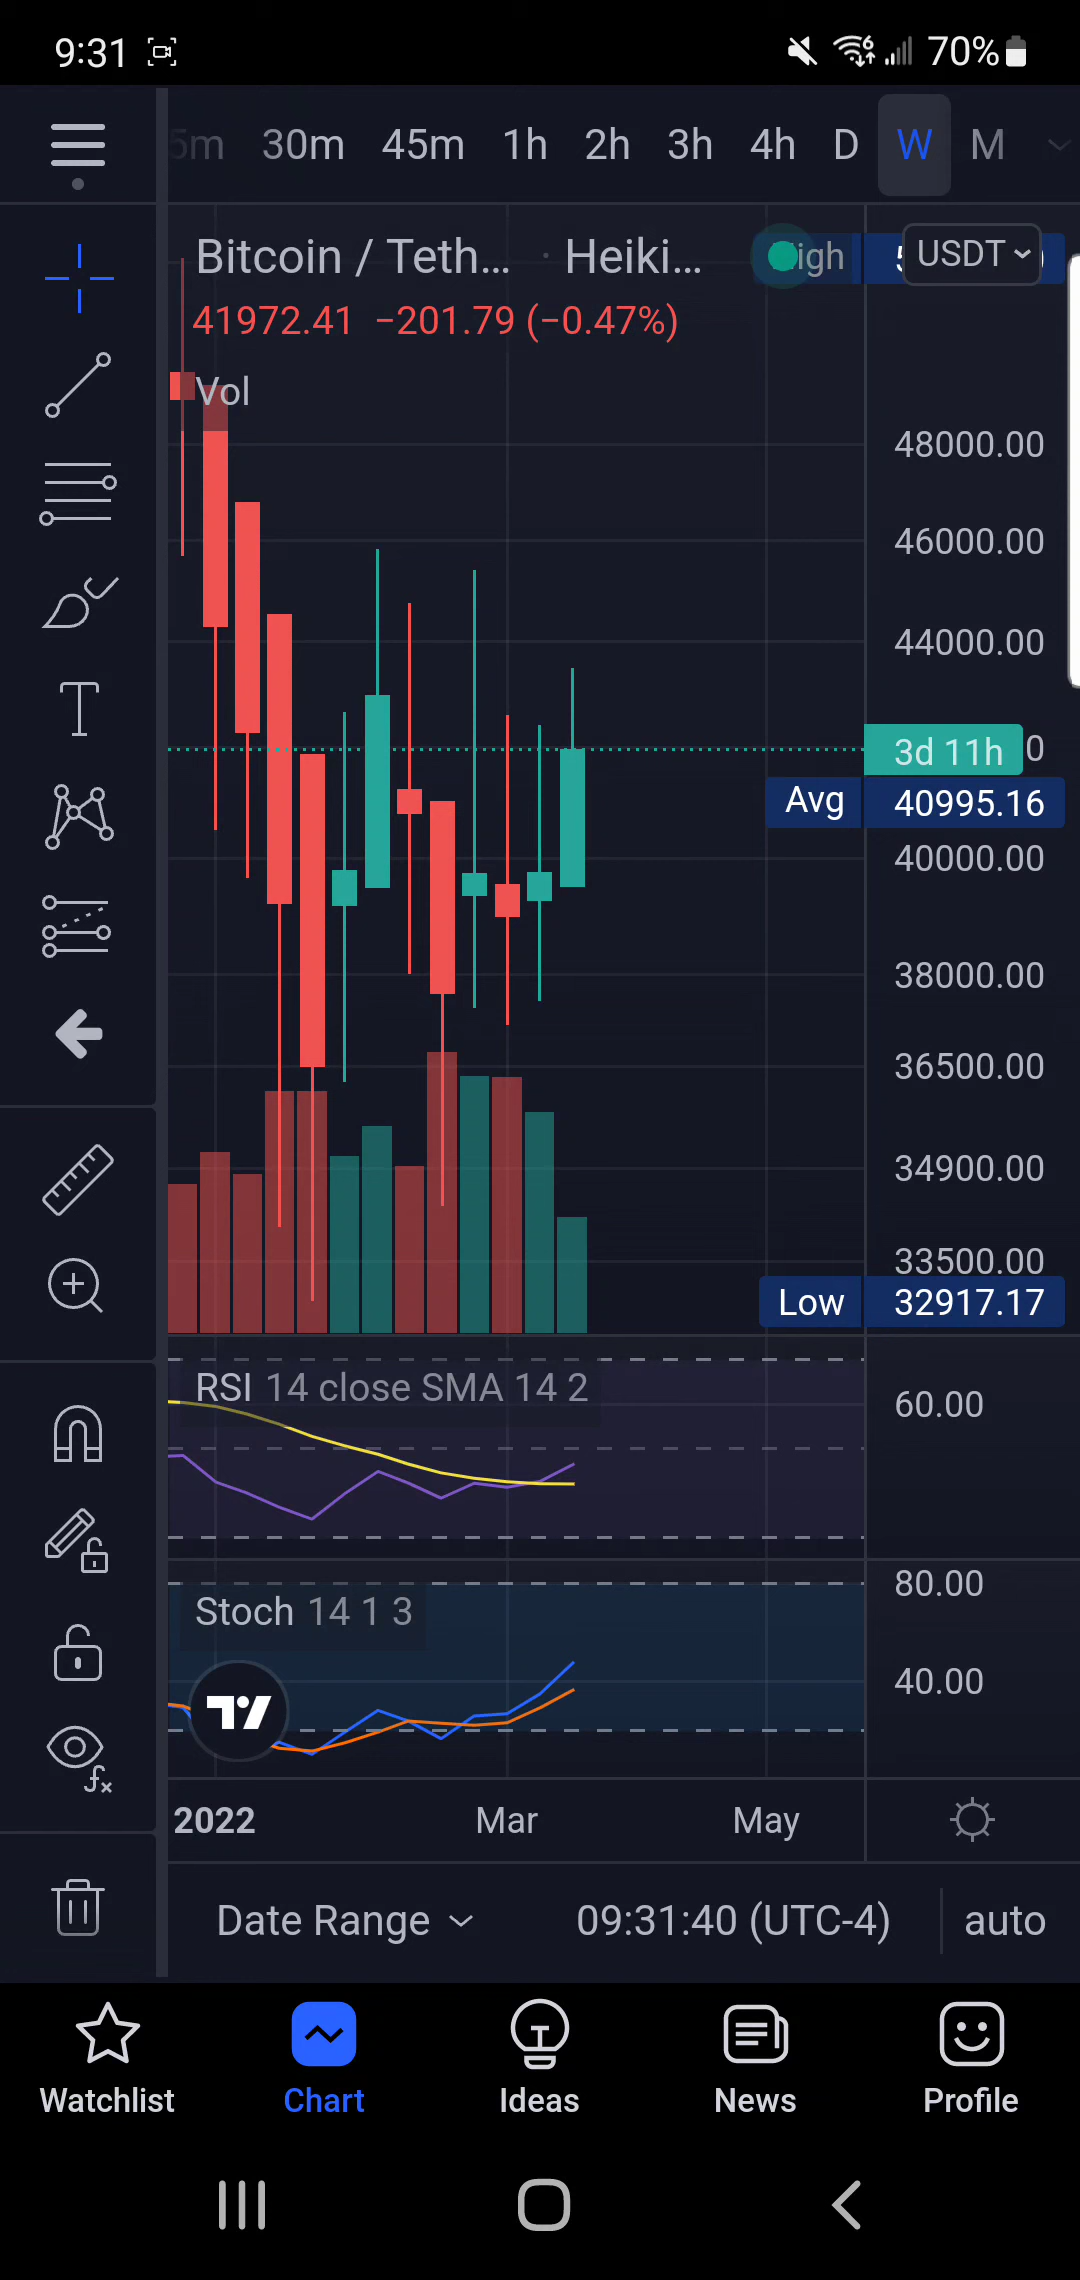 9:31 70%
30m 45m 1h 2h 3h 4h D W M
Bitcoin / Teth... · Heiki... High USDT
41972.41 −201.79 (−0.47%)
Vol
48000.00
46000.00
44000.00
3d 11h
Avg 40995.16
40000.00
38000.00
36500.00
34900.00
33500.00
Low 32917.17
RSI 14 close SMA 14 2
60.00
80.00
Stoch 14 1 3
40.00
2022 Mar May
Date Range 09:31:40 (UTC-4) auto
Watchlist Chart Ideas News Profile